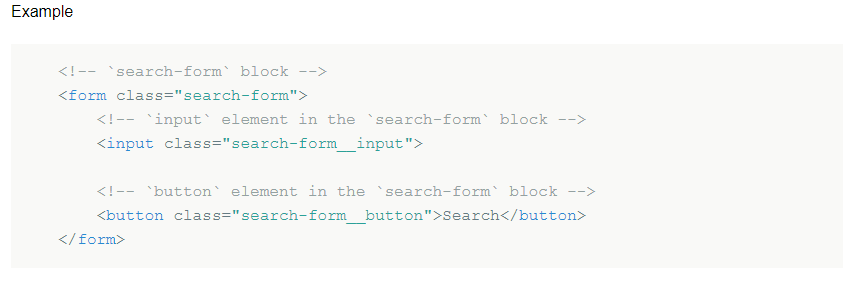 Example
<!-- `search-form` block -->
<form class="search-form">
<!-- `input` element in the `search-form` block -->
<input class="search-form__input">
<!-- `button` element in the `search-form` block -->
<button class="search-form__button">Search</button>
</form>